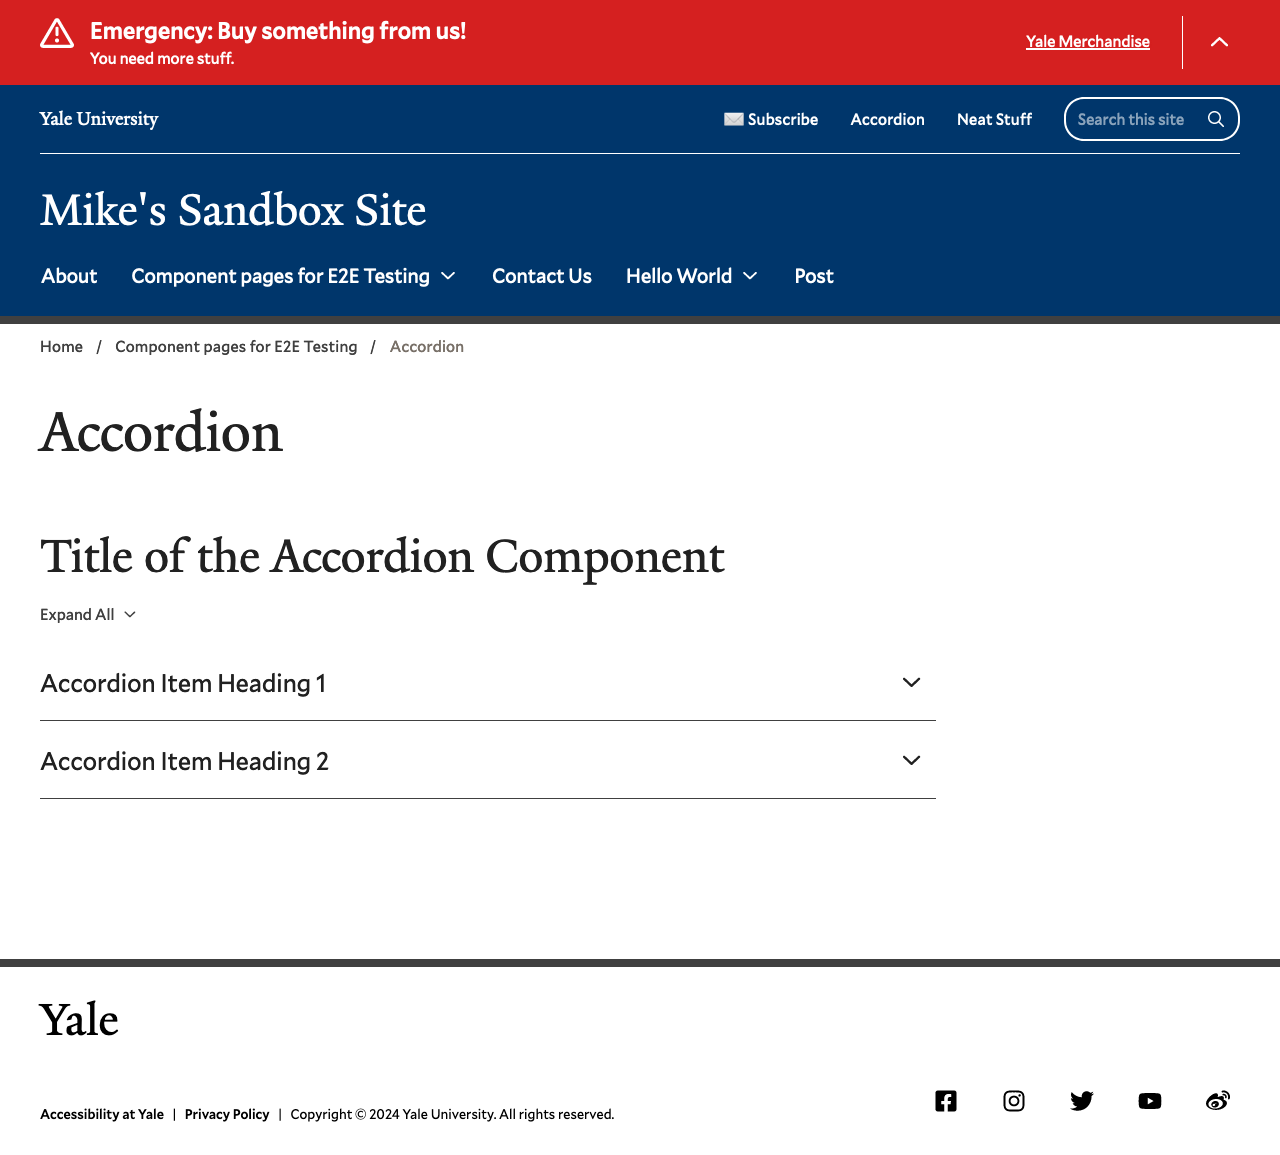 Emergency: Buy something from us!
You need more stuff.
Yale Merchandise
Yale University
Subscribe
Accordion
Neat Stuff
Search this site
Mike's Sandbox Site
About
Component pages for E2E Testing
Contact Us
Hello World
Post
Home / Component pages for E2E Testing / Accordion
Accordion
Title of the Accordion Component
Expand All
Accordion Item Heading 1
Accordion Item Heading 2
Yale
Accessibility at Yale | Privacy Policy | Copyright © 2024 Yale University. All rights reserved.